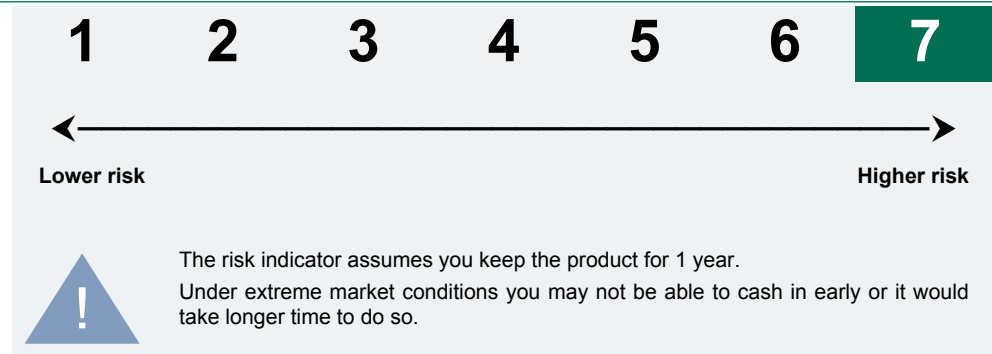 1 2 3 4 5 6 7
Lower risk Higher risk
The risk indicator assumes you keep the product for 1 year.
Under extreme market conditions you may not be able to cash in early or it would
take longer time to do so.
!